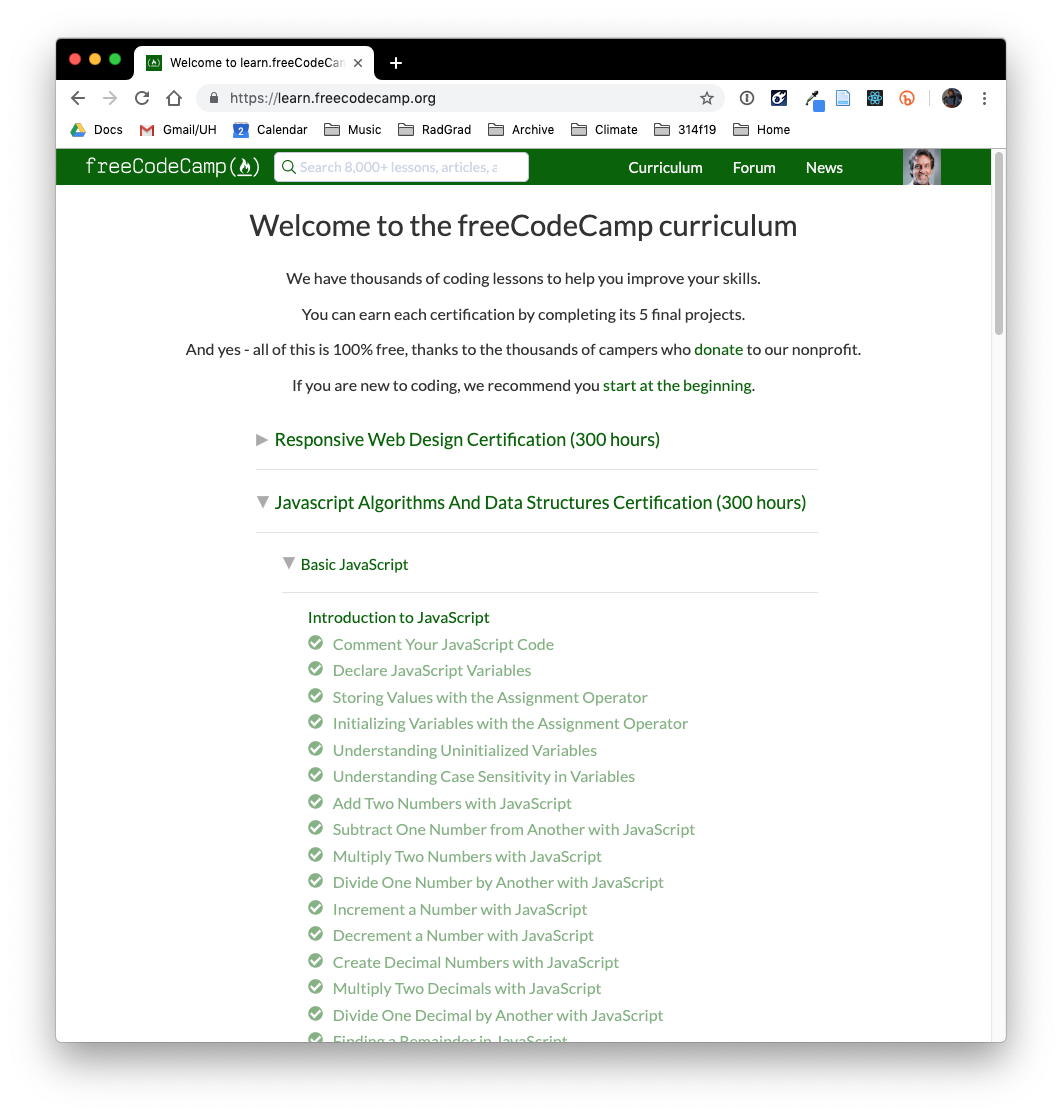 Welcome to learn.freeCodeCan
https://learn.freecodecamp.org
Docs Gmail/UH 2 Calendar Music RadGrad Archive Climate 314f19 Home
freeCodeCamp Search 8,000+ lessons, articles, a Curriculum Forum News
Welcome to the freeCodeCamp curriculum
We have thousands of coding lessons to help you improve your skills.
You can earn each certification by completing its 5 final projects.
And yes - all of this is 100% free, thanks to the thousands of campers who donate to our nonprofit.
If you are new to coding, we recommend you start at the beginning.
Responsive Web Design Certification (300 hours)
Javascript Algorithms And Data Structures Certification (300 hours)
Basic JavaScript
Introduction to JavaScript
Comment Your JavaScript Code
Declare JavaScript Variables
Storing Values with the Assignment Operator
Initializing Variables with the Assignment Operator
Understanding Uninitialized Variables
Understanding Case Sensitivity in Variables
Add Two Numbers with JavaScript
Subtract One Number from Another with JavaScript
Multiply Two Numbers with JavaScript
Divide One Number by Another with JavaScript
Increment a Number with JavaScript
Decrement a Number with JavaScript
Create Decimal Numbers with JavaScript
Multiply Two Decimals with JavaScript
Divide One Decimal by Another with JavaScript
Finding a Remainder in JavaScript